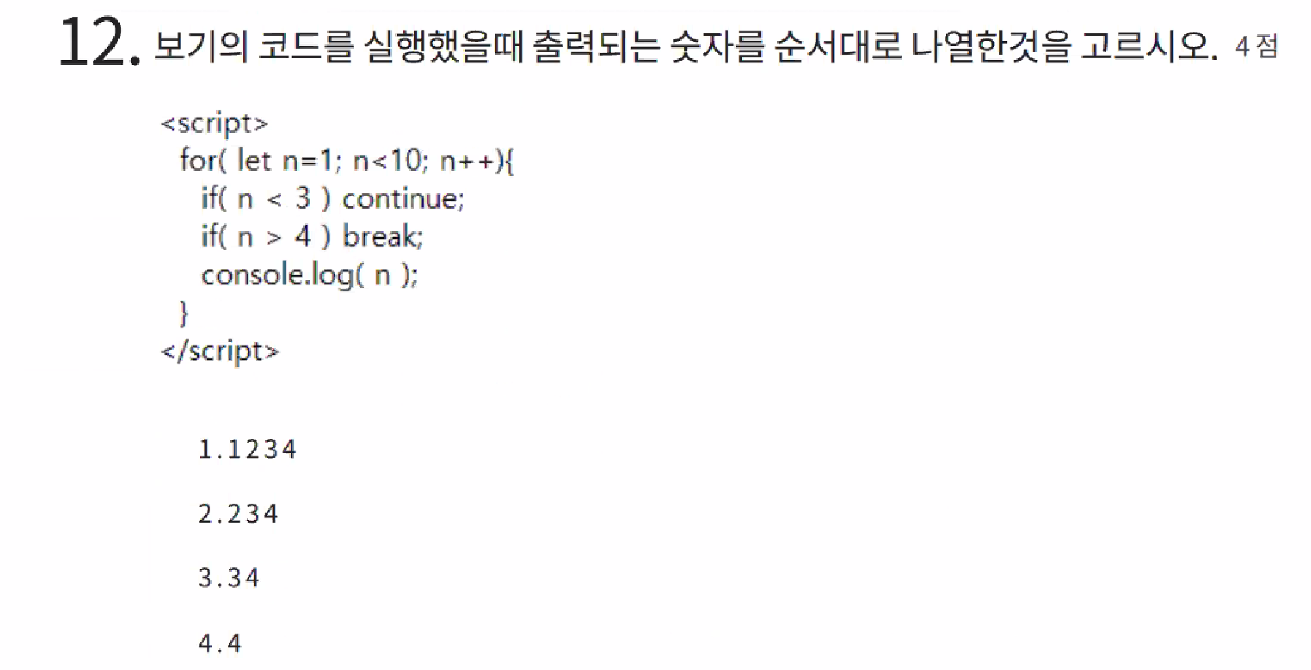 12. 보기의 코드를 실행했을때 출력되는 숫자를 순서대로 나열한것을 고르시오. 4점
<script>
for( let n=1; n<10; n++){
if( n < 3 ) continue;
if( n > 4 ) break;
console.log( n );
}
</script>
1.1234
2.234
3.34
4.4